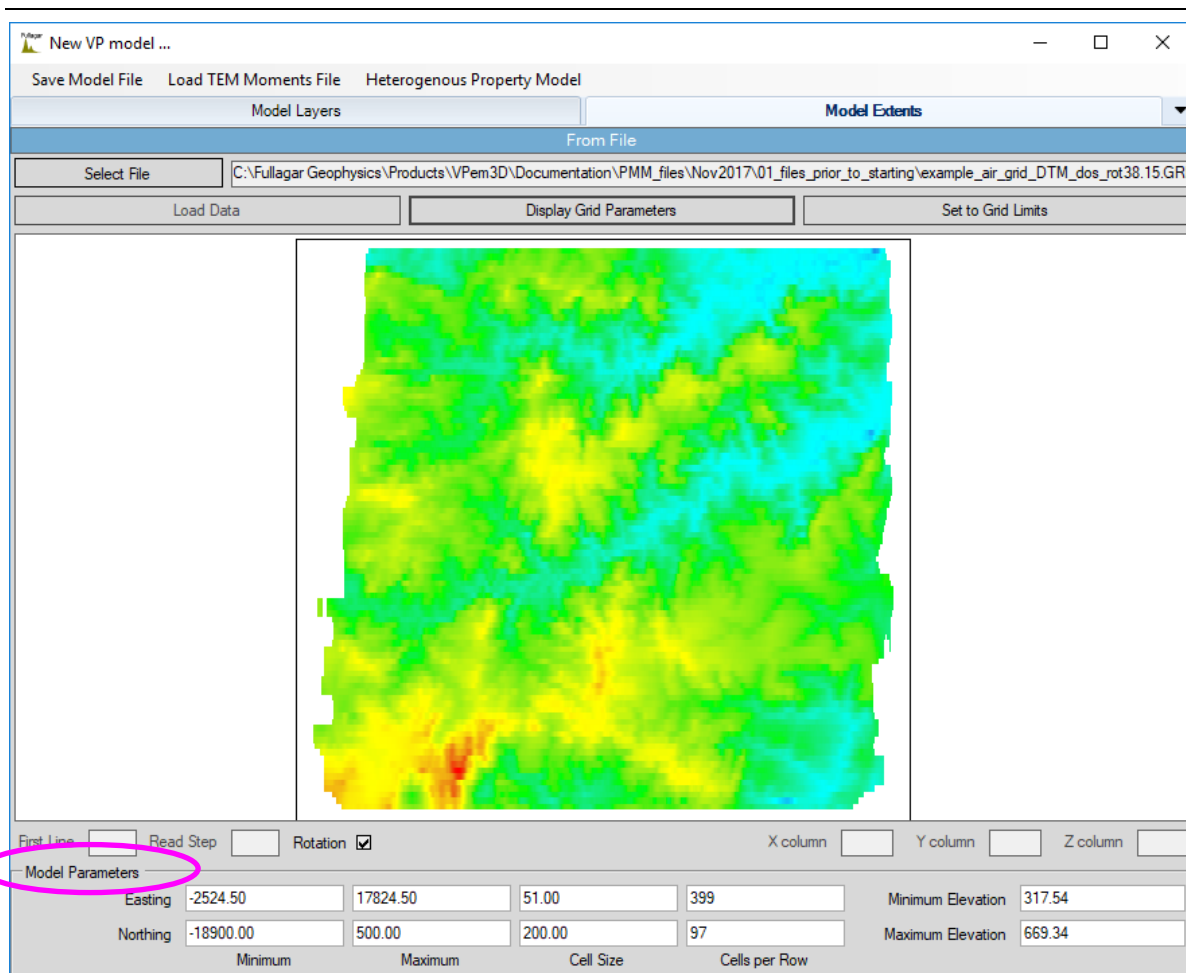 Fullagar
New VP model ...
Save Model File Load TEM Moments File Heterogenous Property Model
Model Layers Model Extents
From File
Select File C:\Fullagar Geophysics\Products\VPem3D\Documentation\PMM_files\Nov2017\01_files_prior_to_starting\example_air_grid_DTM_dos_rot38.15.GR
Load Data Display Grid Parameters Set to Grid Limits
First Line Read Step Rotation X column Y column Z column
Model Parameters
Easting -2524.50 17824.50 51.00 399 Minimum Elevation 317.54
Northing -18900.00 500.00 200.00 97 Maximum Elevation 669.34
Minimum Maximum Cell Size Cells per Row